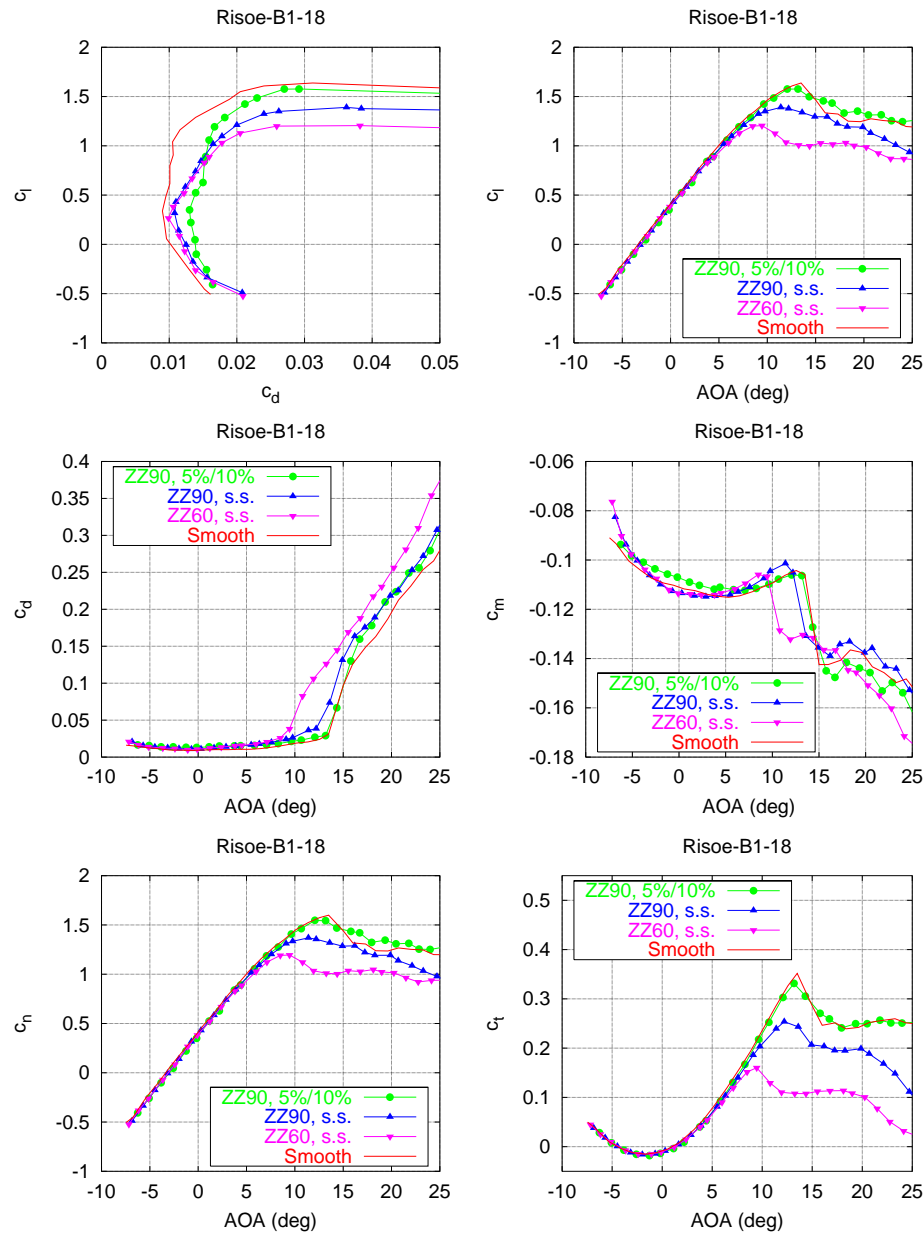 Risoe-B1-18
c_l
2
1.5
1
0.5
0
-0.5
-1
0 0.01 0.02 0.03 0.04 0.05
c_d
Risoe-B1-18
c_l
2
1.5
1
0.5
0
-0.5
-1
ZZ90, 5%/10%
ZZ90, s.s.
ZZ60, s.s.
Smooth
-10 -5 0 5 10 15 20 25
AOA (deg)
Risoe-B1-18
c_d
0.4
0.35
0.3
0.25
0.2
0.15
0.1
0.05
0
ZZ90, 5%/10%
ZZ90, s.s.
ZZ60, s.s.
Smooth
-10 -5 0 5 10 15 20 25
AOA (deg)
Risoe-B1-18
c_m
-0.06
-0.08
-0.1
-0.12
-0.14
-0.16
-0.18
ZZ90, 5%/10%
ZZ90, s.s.
ZZ60, s.s.
Smooth
-10 -5 0 5 10 15 20 25
AOA (deg)
Risoe-B1-18
c_n
2
1.5
1
0.5
0
-0.5
-1
ZZ90, 5%/10%
ZZ90, s.s.
ZZ60, s.s.
Smooth
-10 -5 0 5 10 15 20 25
AOA (deg)
Risoe-B1-18
c_t
0.5
0.4
0.3
0.2
0.1
0
ZZ90, 5%/10%
ZZ90, s.s.
ZZ60, s.s.
Smooth
-10 -5 0 5 10 15 20 25
AOA (deg)